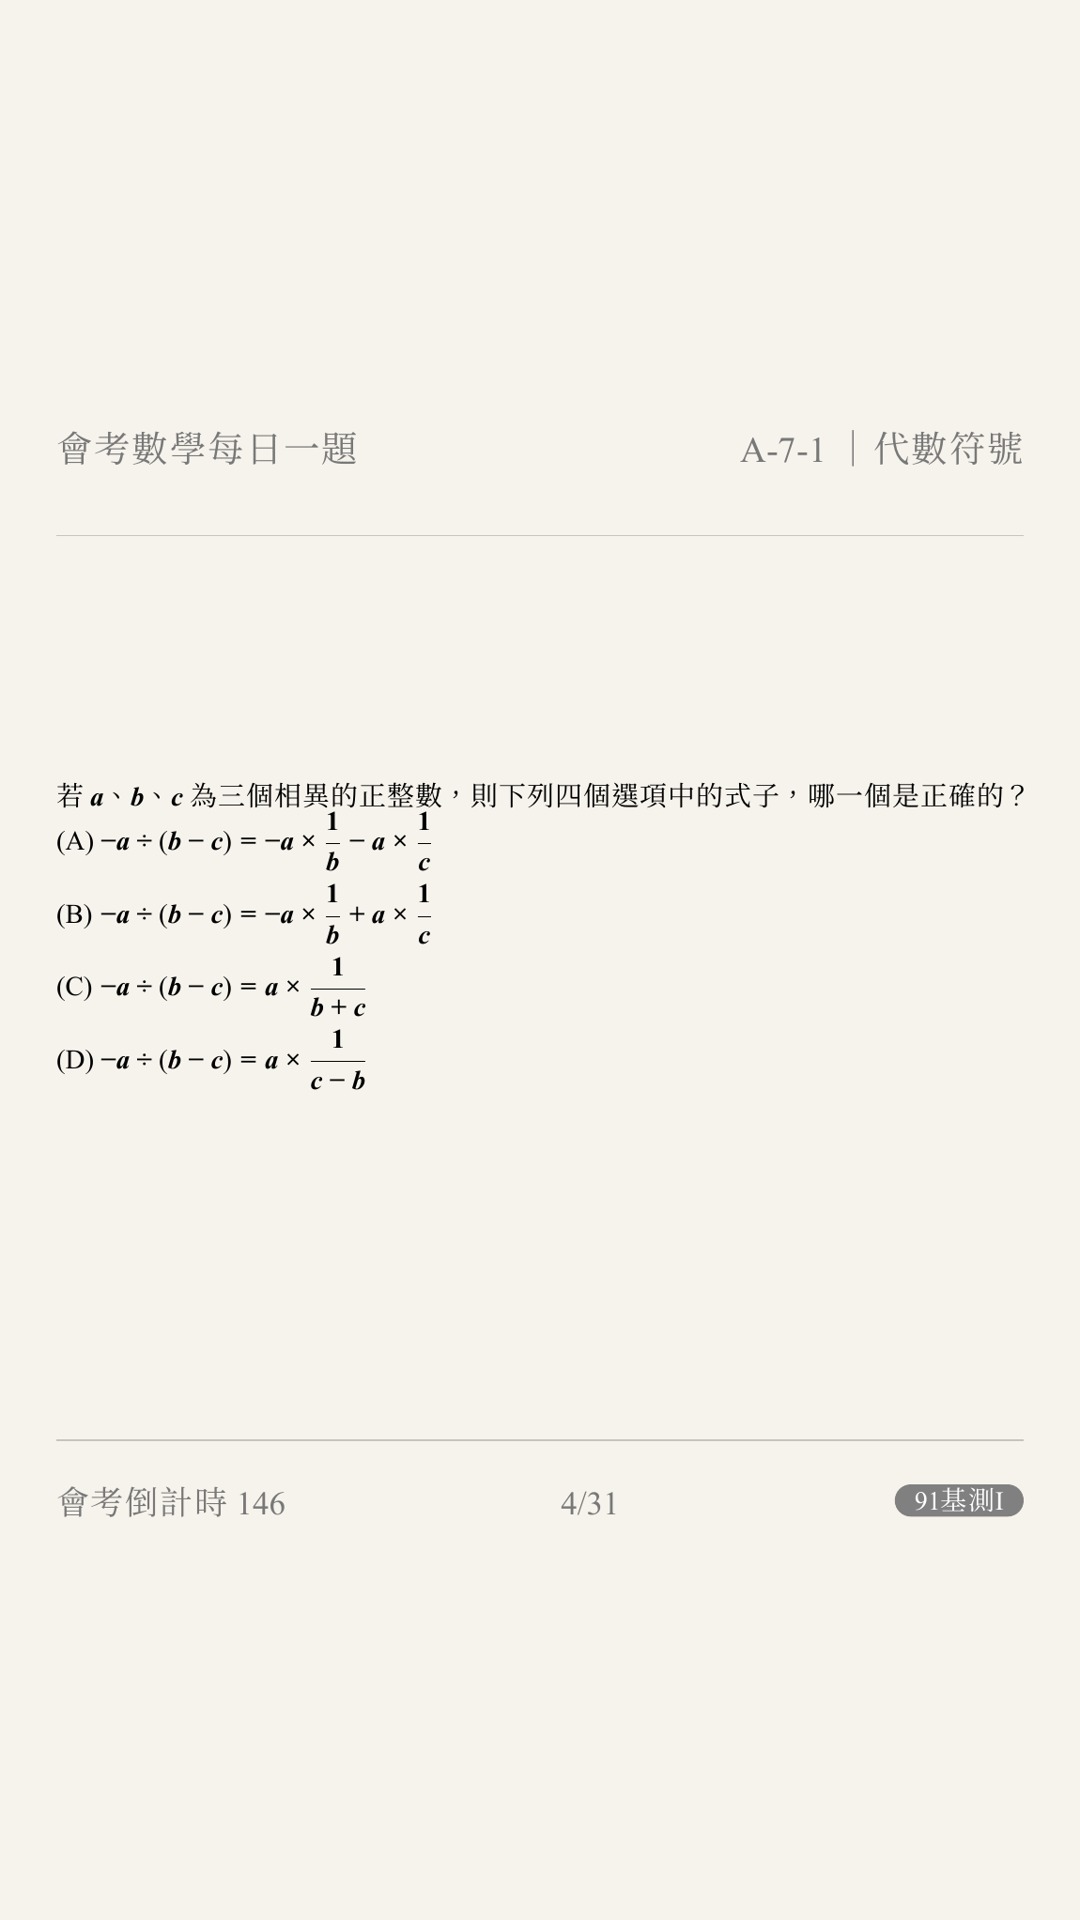 會考數學每日一題
A-7-1 | 代數符號
若 a、b、c 為三個相異的正整數，則下列四個選項中的式子，哪一個是正確的？
(A) −a ÷ (b − c) = −a × 1/b − a × 1/c
(B) −a ÷ (b − c) = −a × 1/b + a × 1/c
(C) −a ÷ (b − c) = a × 1/(b + c)
(D) −a ÷ (b − c) = a × 1/(c − b)
會考倒計時 146
4/31
91基測I